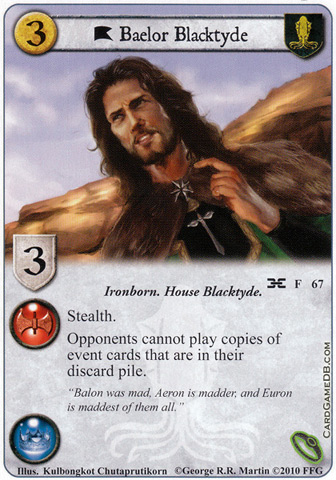 3
Baelor Blacktyde
3
Ironborn. House Blacktyde.
F 67
Stealth.
Opponents cannot play copies of
event cards that are in their
discard pile.
“Balon was mad, Aeron is madder, and Euron
is maddest of them all.”
CARDGAMEDB.COM
Illus. Kulbongkot Chutaprutikorn ©George R.R. Martin ©2010 FFG